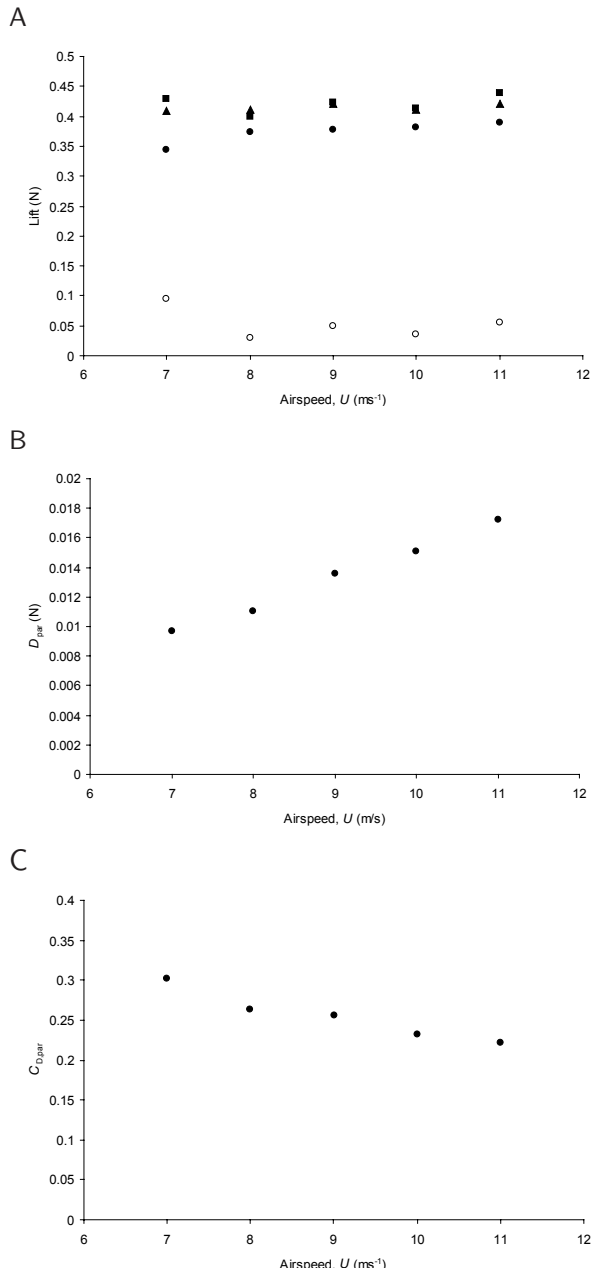 A
0.5
0.45
0.4
0.35
0.3
0.25
0.2
0.15
0.1
0.05
0
Lift (N)
6 7 8 9 10 11 12
Airspeed, U (ms⁻¹)
B
0.02
0.018
0.016
0.014
0.012
0.01
0.008
0.006
0.004
0.002
0
D par (N)
6 7 8 9 10 11 12
Airspeed, U (m/s)
C
0.4
0.35
0.3
0.25
0.2
0.15
0.1
0.05
0
C D,par
6 7 8 9 10 11 12
Airspeed, U (ms⁻¹)